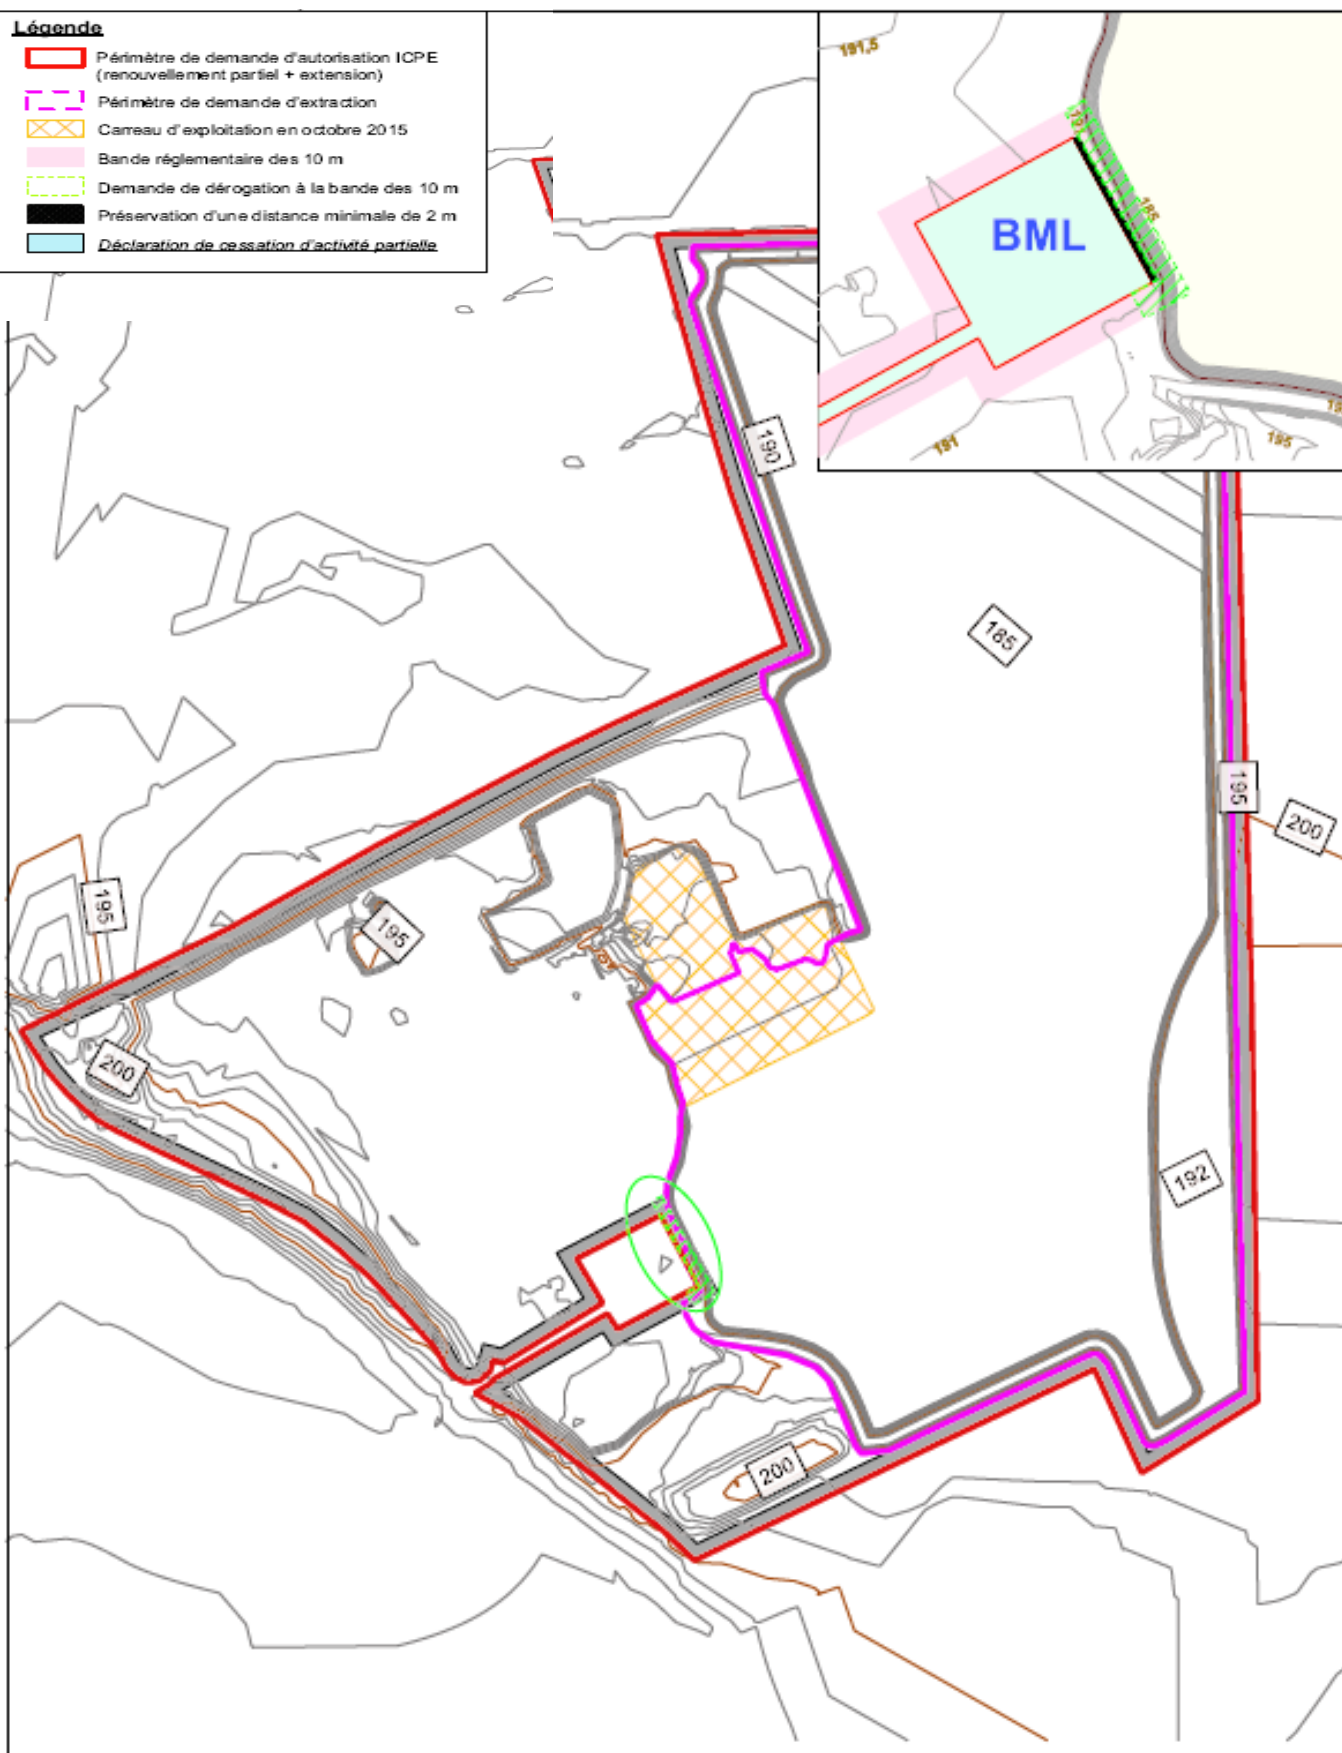 Légende
Périmètre de demande d'autorisation ICPE
(renouvellement partiel + extension)
Périmètre de demande d'extraction
Carreau d'exploitation en octobre 2015
Bande réglementaire des 10 m
Demande de dérogation à la bande des 10 m
Préservation d'une distance minimale de 2 m
Déclaration de cessation d'activité partielle
191,5
185
BML
191
195
190
185
195
200
195
195
200
192
200